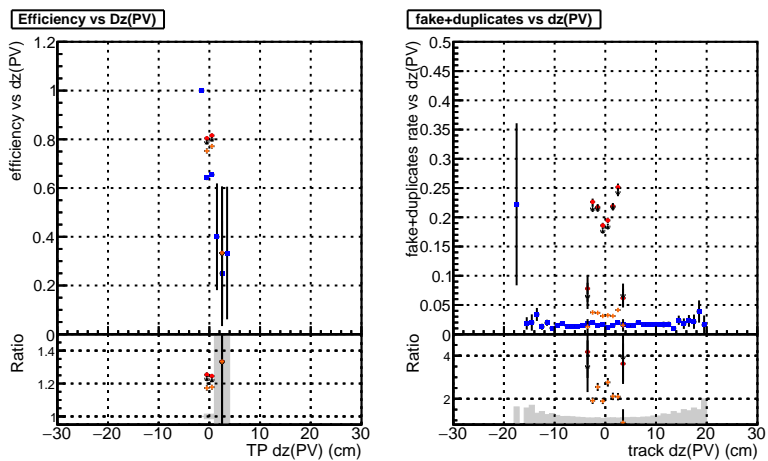 Efficiency vs Dz(PV)
efficiency vs dz(PV)
1.2
1
0.8
0.6
0.4
0.2
0
Ratio
1.4
1.2
1
−30 −20 −10 0 10 20 30
TP dz(PV) (cm)
fake+duplicates vs dz(PV)
fake+duplicates rate vs dz(PV)
0.5
0.45
0.4
0.35
0.3
0.25
0.2
0.15
0.1
0.05
0
Ratio
4
2
−30 −20 −10 0 10 20 30
track dz(PV) (cm)